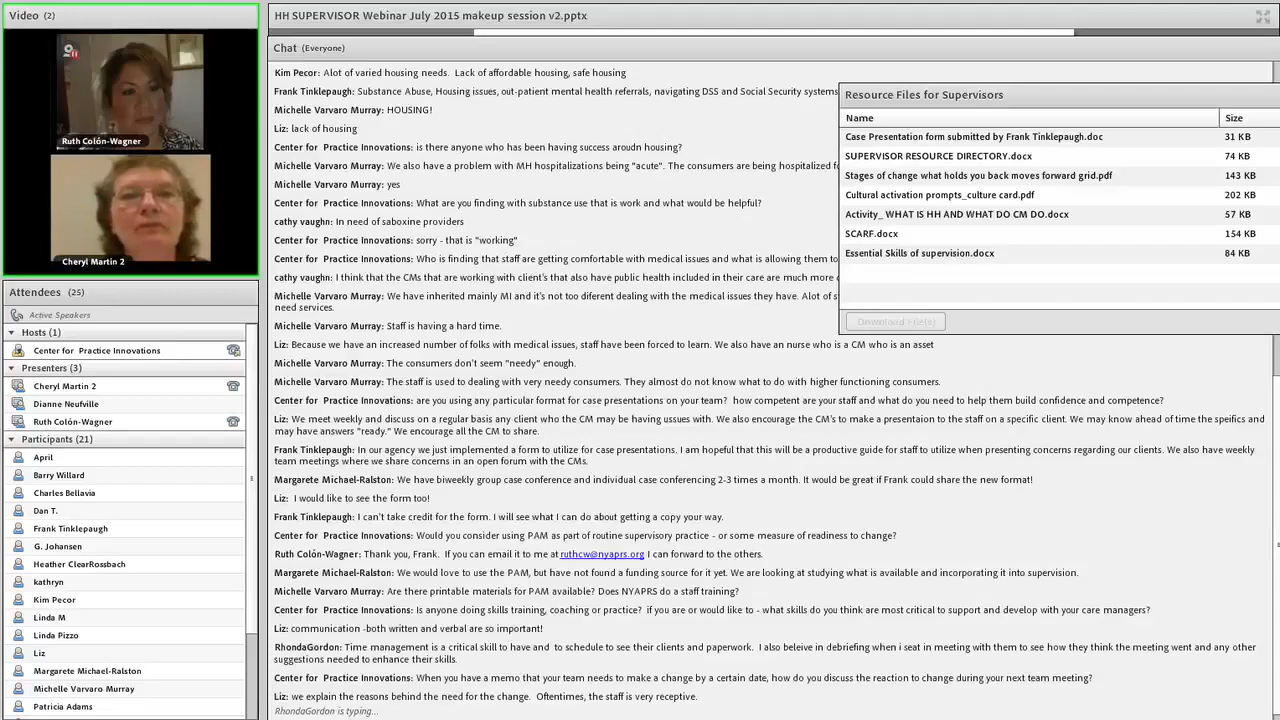 Video (2)
Ruth Colón-Wagner
Cheryl Martin 2
Attendees (25)
Active Speakers
Hosts (1)
Center for Practice Innovations
Presenters (3)
Cheryl Martin 2
Dianne Neufville
Ruth Colón-Wagner
Participants (21)
April
Barry Willard
Charles Bellavia
Dan T.
Frank Tinklepaugh
G. Johansen
Heather ClearRossbach
kathryn
Kim Pecor
Linda M
Linda Pizzo
Liz
Margarete Michael-Ralston
Michelle Varvaro Murray
Patricia Adams
HH SUPERVISOR Webinar July 2015 makeup session v2.pptx
Chat (Everyone)
Kim Pecor: Alot of varied housing needs. Lack of affordable housing, safe housing
Frank Tinklepaugh: Substance Abuse, Housing issues, out-patient mental health referrals, navigating DSS and Social Security systems
Michelle Varvaro Murray: HOUSING!
Liz: lack of housing
Center for Practice Innovations: is there anyone who has been having success aroudn housing?
Michelle Varvaro Murray: We also have a problem with MH hospitalizations being "acute". The consumers are being hospitalized f
Michelle Varvaro Murray: yes
Center for Practice Innovations: What are you finding with substance use that is work and what would be helpful?
cathy vaughn: In need of saboxine providers
Center for Practice Innovations: sorry - that is "working"
Center for Practice Innovations: Who is finding that staff are getting comfortable with medical issues and what is allowing them to
cathy vaughn: I think that the CMs that are working with client's that also have public health included in their care are much more
Michelle Varvaro Murray: We have inherited mainly MI and it's not too diferent dealing with the medical issues they have. Alot of s
need services.
Michelle Varvaro Murray: Staff is having a hard time.
Liz: Because we have an increased number of folks with medical issues, staff have been forced to learn. We also have an nurse who is a CM who is an asset
Michelle Varvaro Murray: The consumers don't seem "needy" enough.
Michelle Varvaro Murray: The staff is used to dealing with very needy consumers. They almost do not know what to do with higher functioning consumers.
Center for Practice Innovations: are you using any particular format for case presentations on your team? how competent are your staff and what do you need to help them build confidence and competence?
Liz: We meet weekly and discuss on a regular basis any client who the CM may be having ussues with. We also encourage the CM's to make a presentaion to the staff on a specific client. We may know ahead of time the speifics and
may have answers "ready." We encourage all the CM to share.
Frank Tinklepaugh: In our agency we just implemented a form to utilize for case presentations. I am hopeful that this will be a productive guide for staff to utilize when presenting concerns regarding our clients. We also have weekly
team meetings where we share concerns in an open forum with the CMs.
Margarete Michael-Ralston: We have biweekly group case conference and individual case conferencing 2-3 times a month. It would be great if Frank could share the new format!
Liz: I would like to see the form too!
Frank Tinklepaugh: I can't take credit for the form. I will see what I can do about getting a copy your way.
Center for Practice Innovations: Would you consider using PAM as part of routine supervisory practice - or some measure of readiness to change?
Ruth Colón-Wagner: Thank you, Frank. If you can email it to me at ruthcw@nyaprs.org I can forward to the others.
Margarete Michael-Ralston: We would love to use the PAM, but have not found a funding source for it yet. We are looking at studying what is available and incorporating it into supervision.
Michelle Varvaro Murray: Are there printable materials for PAM available? Does NYAPRS do a staff training?
Center for Practice Innovations: Is anyone doing skills training, coaching or practice? if you are or would like to - what skills do you think are most critical to support and develop with your care managers?
Liz: communication -both written and verbal are so important!
RhondaGordon: Time management is a critical skill to have and to schedule to see their clients and paperwork. I also beleive in debriefing when i seat in meeting with them to see how they think the meeting went and any other
suggestions needed to enhance their skills.
Center for Practice Innovations: When you have a memo that your team needs to make a change by a certain date, how do you discuss the reaction to change during your next team meeting?
Liz: we explain the reasons behind the need for the change. Oftentimes, the staff is very receptive.
RhondaGordon is typing...
Resource Files for Supervisors
Name Size
Case Presentation form submitted by Frank Tinklepaugh.doc 31 KB
SUPERVISOR RESOURCE DIRECTORY.docx 74 KB
Stages of change what holds you back moves forward grid.pdf 143 KB
Cultural activation prompts_culture card.pdf 202 KB
Activity_ WHAT IS HH AND WHAT DO CM DO.docx 57 KB
SCARF.docx 154 KB
Essential Skills of supervision.docx 84 KB
Download File(s)